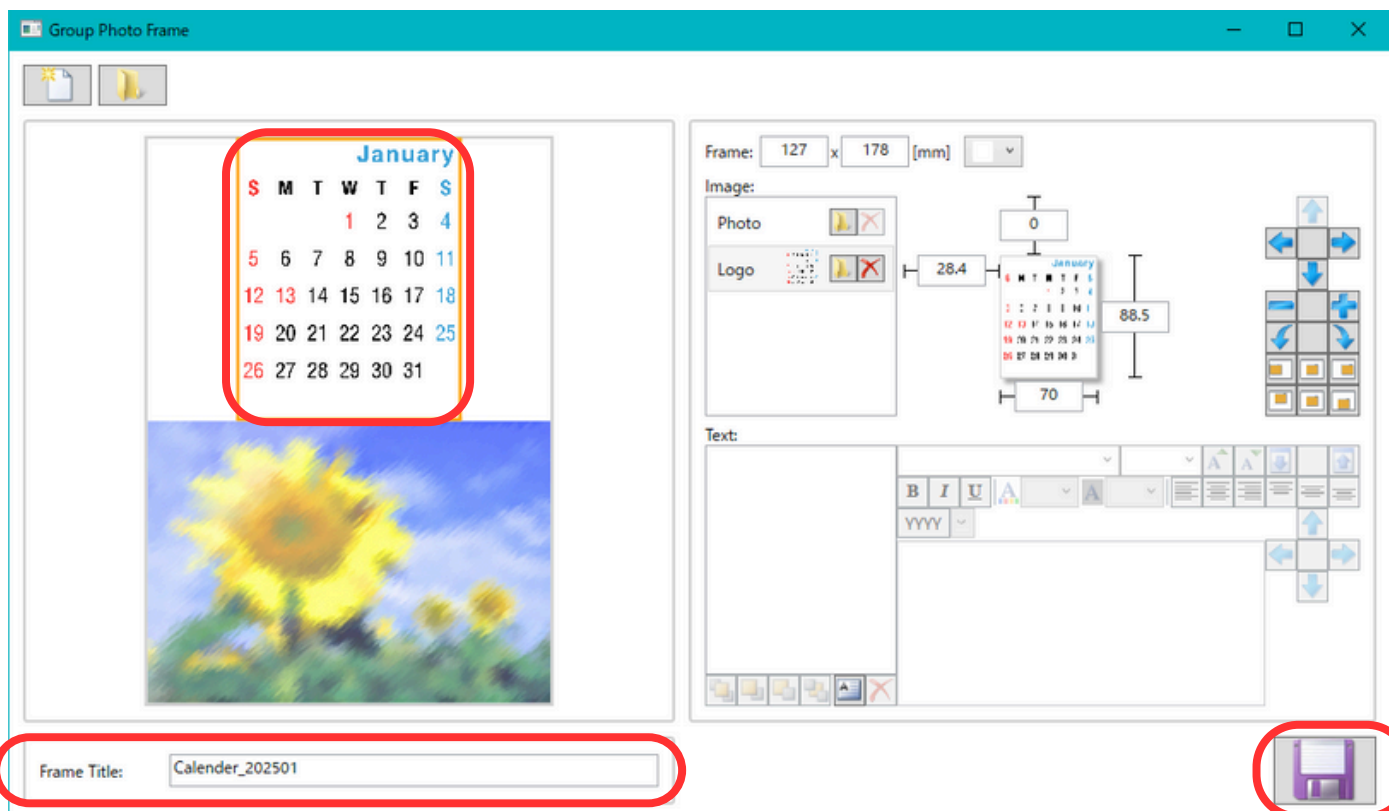 Group Photo Frame
January
S M T W T F S
1 2 3 4
5 6 7 8 9 10 11
12 13 14 15 16 17 18
19 20 21 22 23 24 25
26 27 28 29 30 31
Frame Title: Calender_202501
Frame: 127 x 178 [mm]
Image:
Photo
Logo
0
28.4
January
88.5
70
Text:
B I U A A
YYYY